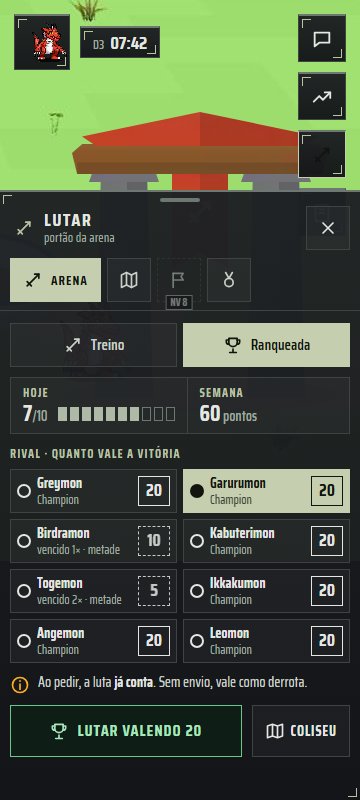 D3 07:42
LUTAR
portão da arena
ARENA
NV 8
Treino
Ranqueada
HOJE
7/10
SEMANA
60 pontos
RIVAL · QUANTO VALE A VITÓRIA
Greymon
Champion
20
Garurumon
Champion
20
Birdramon
vencido 1× · metade
10
Kabuterimon
Champion
20
Togemon
vencido 2× · metade
5
Ikkakumon
Champion
20
Angemon
Champion
20
Leomon
Champion
20
Ao pedir, a luta já conta. Sem envio, vale como derrota.
LUTAR VALENDO 20
COLISEU